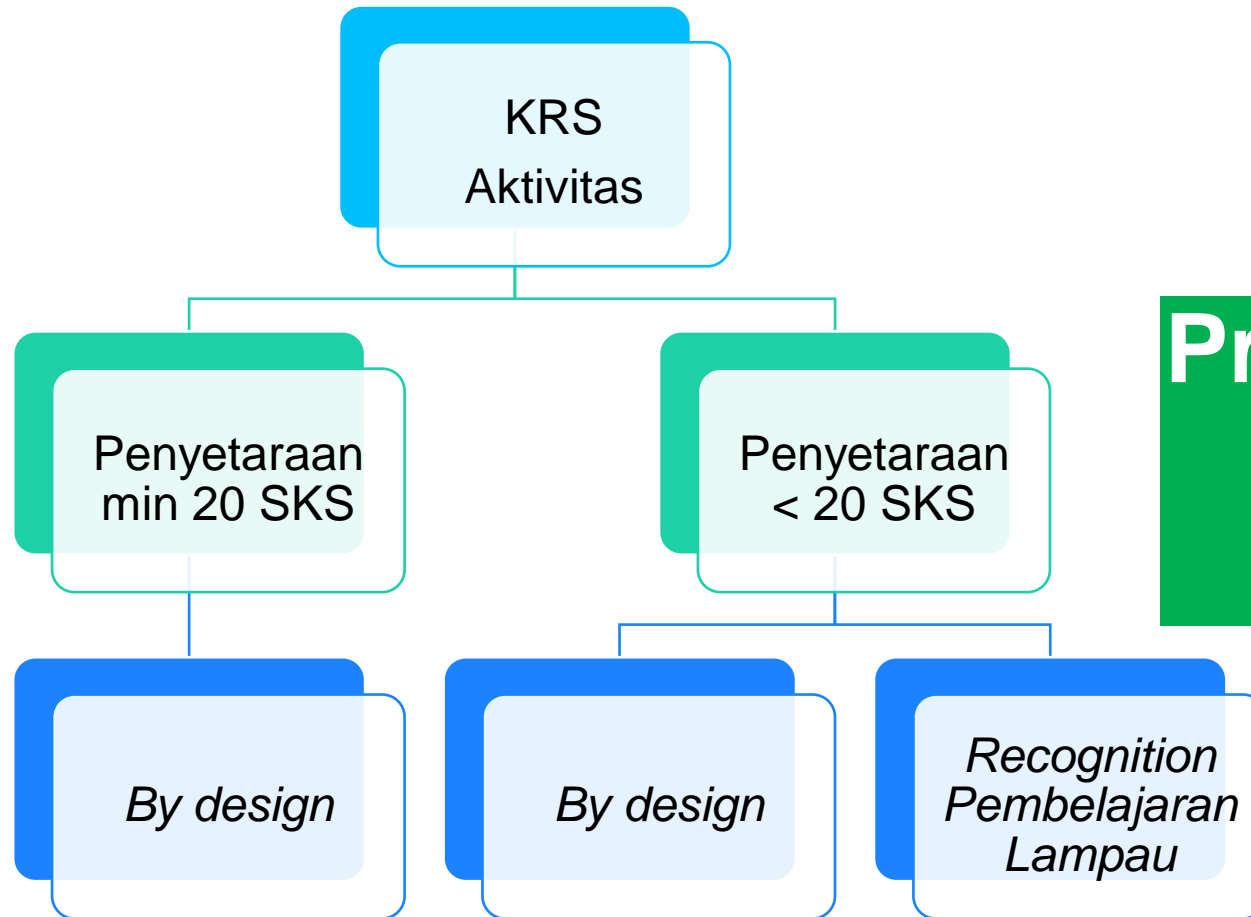 KRS
Aktivitas
Penyetaraan
min 20 SKS
Penyetaraan
< 20 SKS
By design
By design
Recognition
Pembelajaran
Lampau